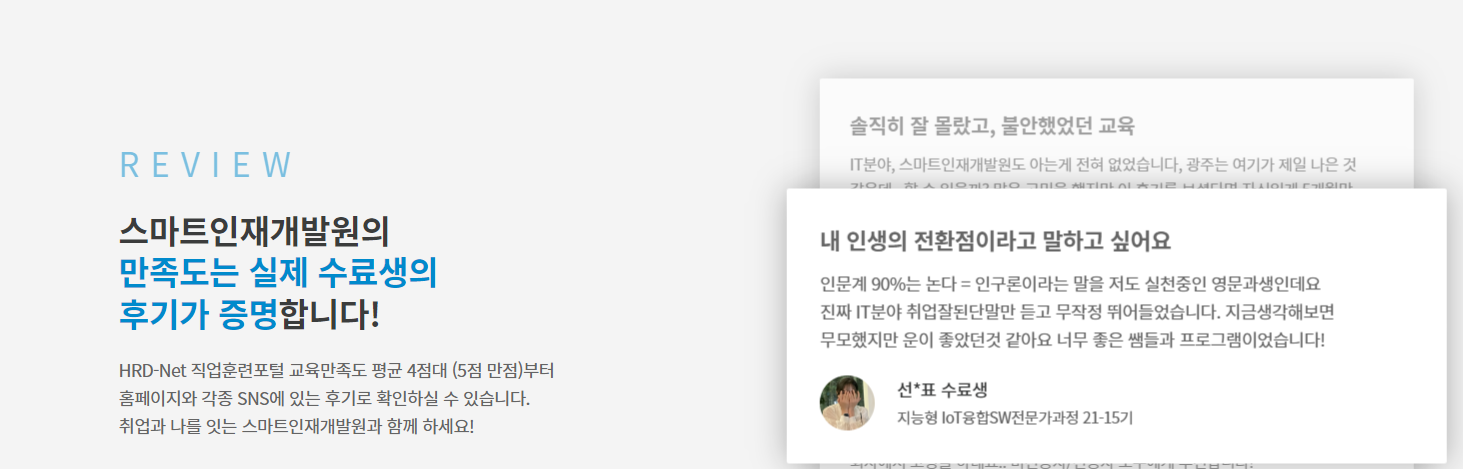 REVIEW
스마트인재개발원의
만족도는 실제 수료생의
후기가 증명합니다!
HRD-Net 직업훈련포털 교육만족도 평균 4점대 (5점 만점)부터
홈페이지와 각종 SNS에 있는 후기로 확인하실 수 있습니다.
취업과 나를 잇는 스마트인재개발원과 함께 하세요!
솔직히 잘 몰랐고, 불안했었던 교육
IT분야, 스마트인재개발원도 아는게 전혀 없었습니다, 광주는 여기가 제일 나은 것
내 인생의 전환점이라고 말하고 싶어요
인문계 90%는 논다 = 인구론이라는 말을 저도 실천중인 영문과생인데요
진짜 IT분야 취업잘된단말만 듣고 무작정 뛰어들었습니다. 지금생각해보면
무모했지만 운이 좋았던것 같아요 너무 좋은 쌤들과 프로그램이었습니다!
선*표 수료생
지능형 IoT융합SW전문가과정 21-15기